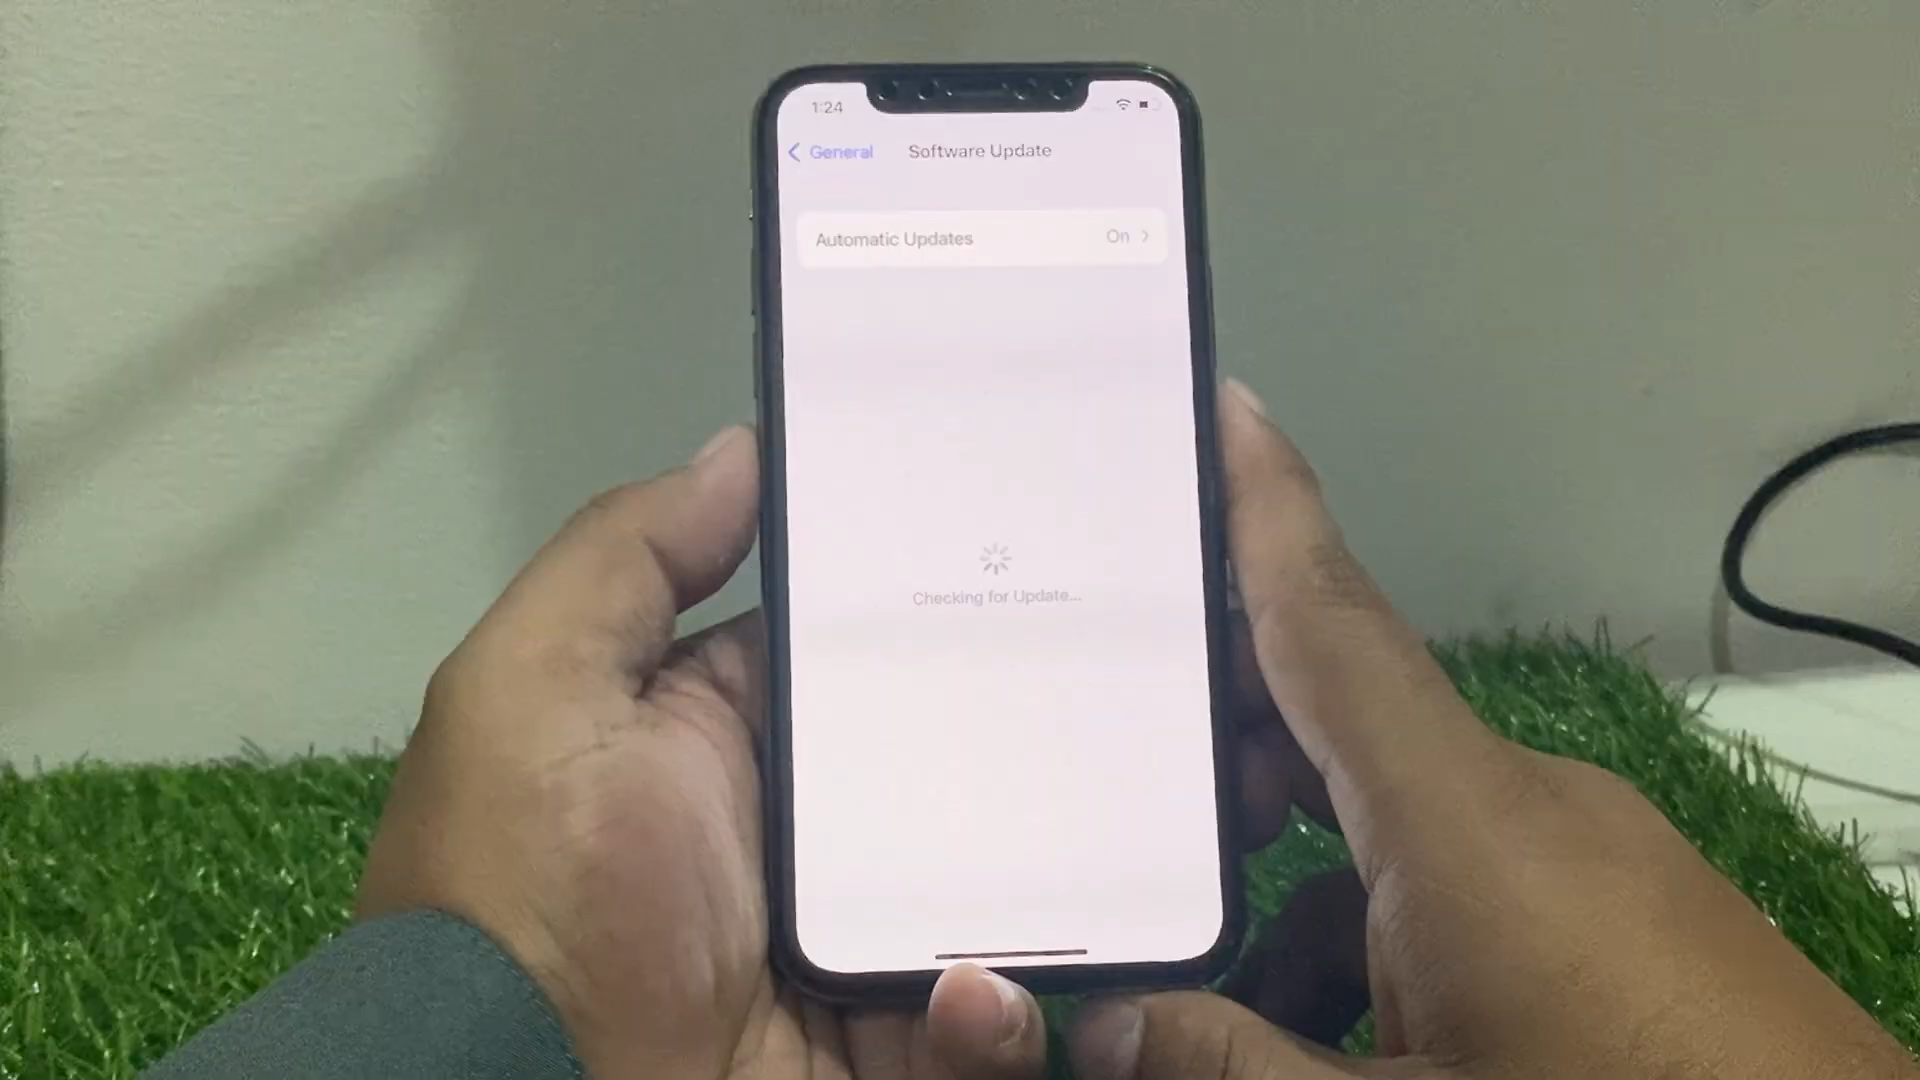 1:24
General
Software Update
Automatic Updates On
Checking for Update...